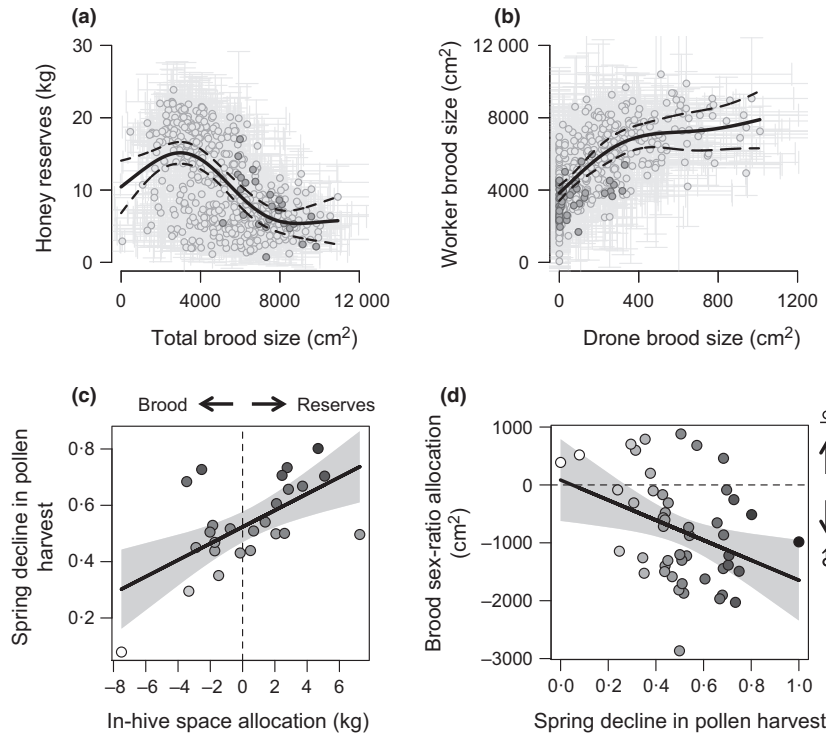 (a)
30
20
10
0
Honey reserves (kg)
0 4000 8000 12 000
Total brood size (cm²)
(b)
12 000
8000
4000
0
Worker brood size (cm²)
0 400 800 1200
Drone brood size (cm²)
(c)
Brood Reserves
0·8
0·6
0·4
0·2
Spring decline in pollen
harvest
–8 –6 –4 –2 0 2 4 6
In-hive space allocation (kg)
(d)
1000
0
–1000
–2000
–3000
Brood sex-ratio allocation
(cm²)
0·0 0·2 0·4 0·6 0·8 1·0
Spring decline in pollen harvest